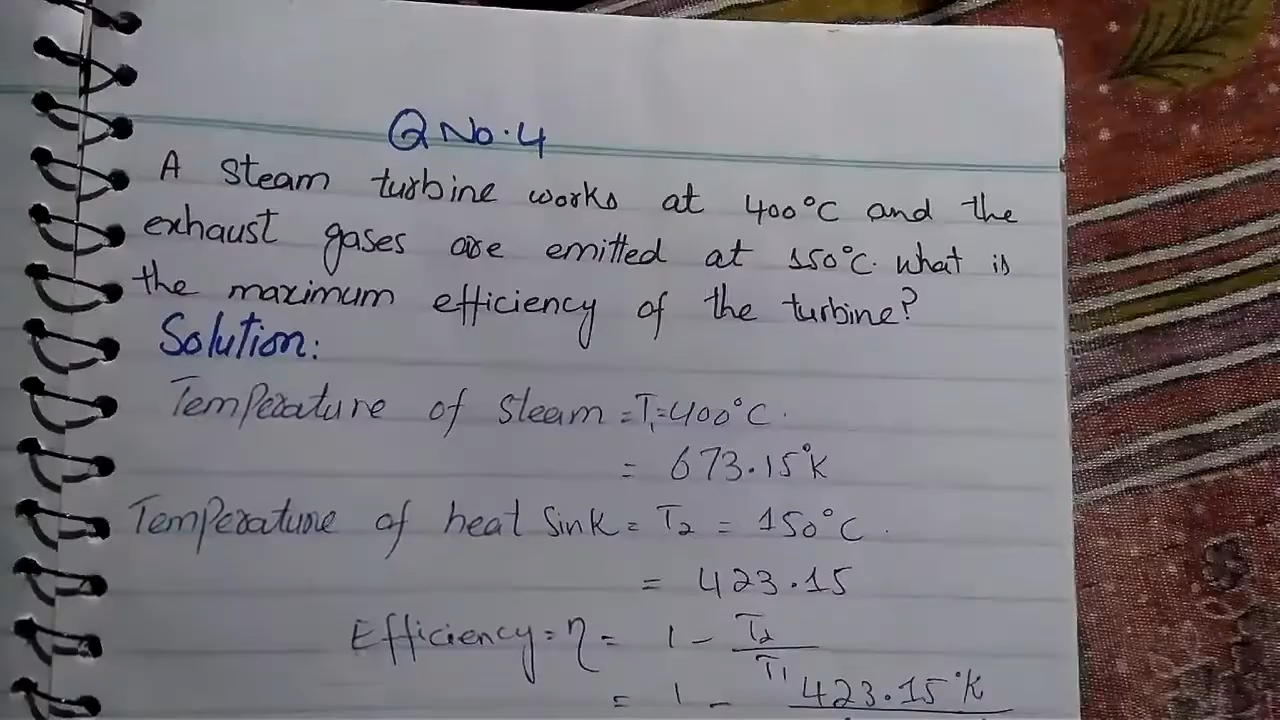 Q No. 4
A steam turbine works at 400°C and the
exhaust gases are emitted at 150°C. what is
the maximum efficiency of the turbine?
Solution:
Temperature of steam = T₁ = 400°C.
= 673.15°K
Temperature of heat sink = T₂ = 150°C.
= 423.15
Efficiency = η = 1 - T₂/T₁
= 1 - 423.15°K